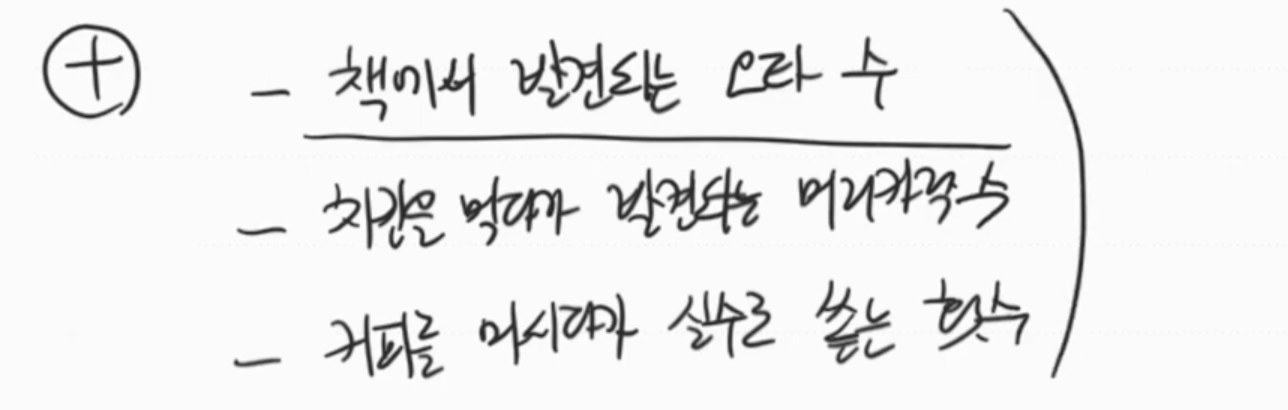 ⊕ - 책에서 발견되는 오타 수
- 치킨을 먹다가 발견되는 머리카락 수
- 커피를 마시다가 실수로 쏟는 횟수